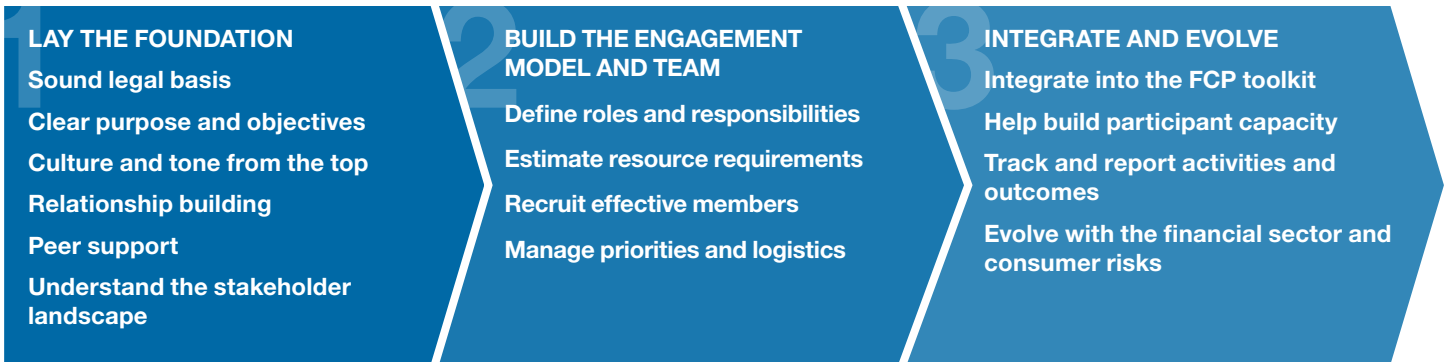 1
LAY THE FOUNDATION
Sound legal basis
Clear purpose and objectives
Culture and tone from the top
Relationship building
Peer support
Understand the stakeholder
landscape
2
BUILD THE ENGAGEMENT
MODEL AND TEAM
Define roles and responsibilities
Estimate resource requirements
Recruit effective members
Manage priorities and logistics
3
INTEGRATE AND EVOLVE
Integrate into the FCP toolkit
Help build participant capacity
Track and report activities and
outcomes
Evolve with the financial sector and
consumer risks